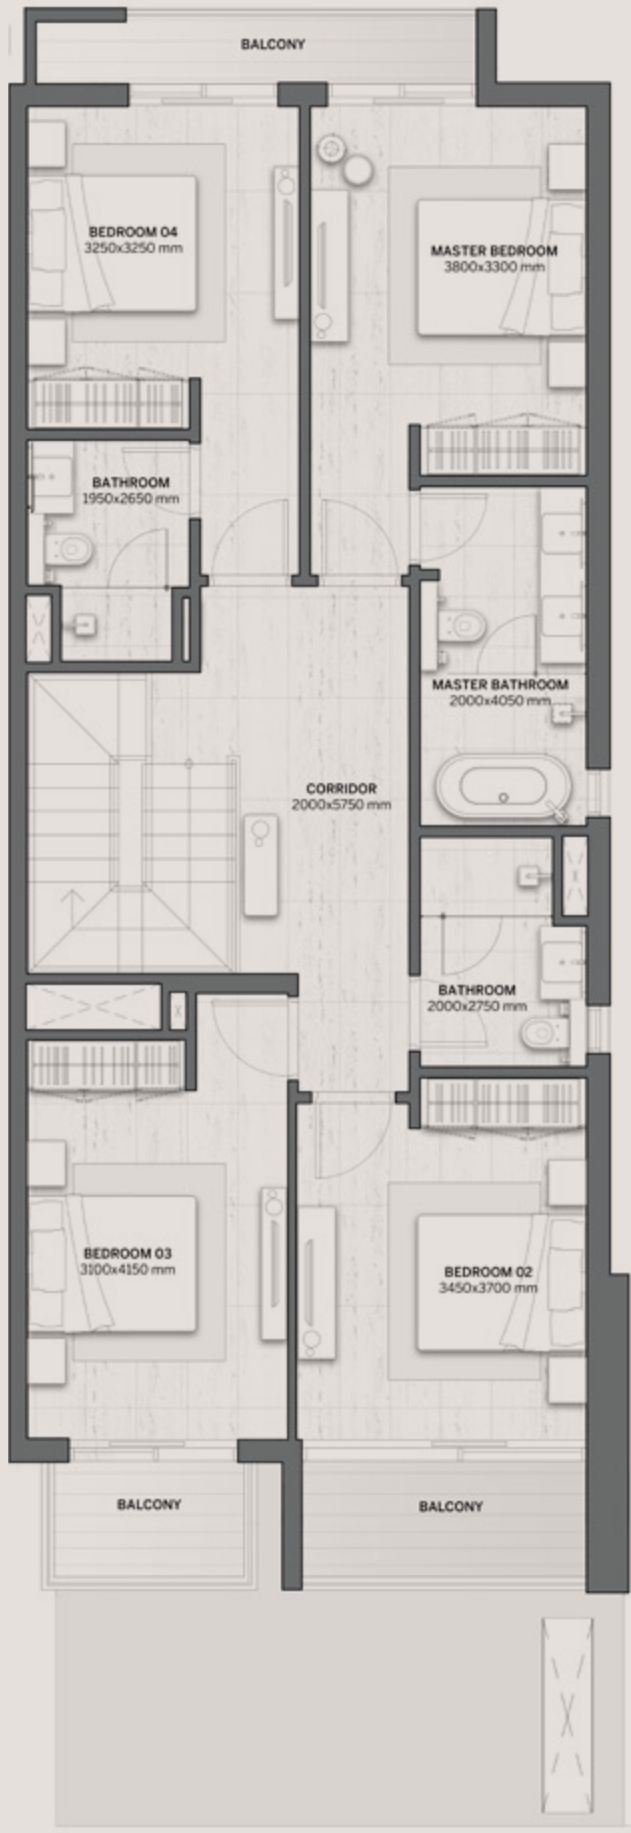 BALCONY
BEDROOM 04
3250x3250 mm
MASTER BEDROOM
3800x3300 mm
BATHROOM
1950x2650 mm
MASTER BATHROOM
2000x4050 mm
CORRIDOR
2000x5750 mm
BATHROOM
2000x2750 mm
BEDROOM 03
3100x4150 mm
BEDROOM 02
3450x3700 mm
BALCONY
BALCONY